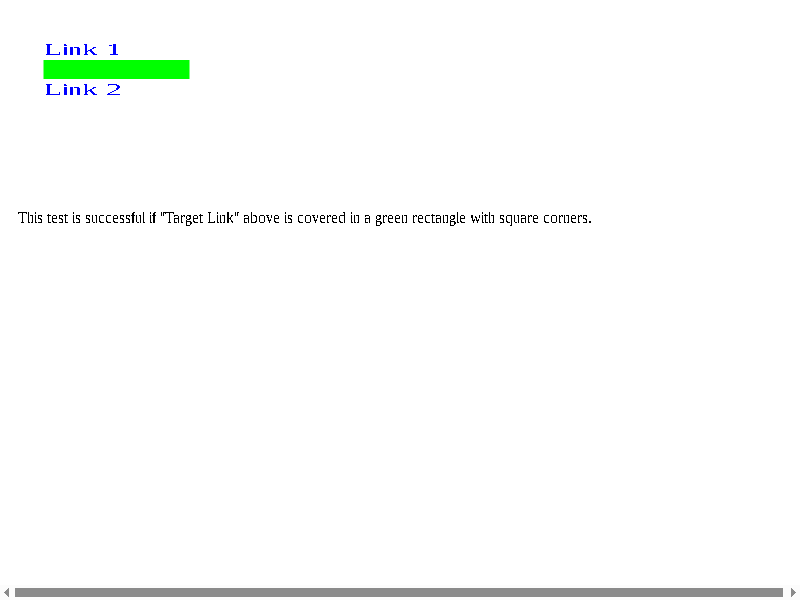 Link 1
Link 2
This test is successful if "Target Link" above is covered in a green rectangle with square corners.